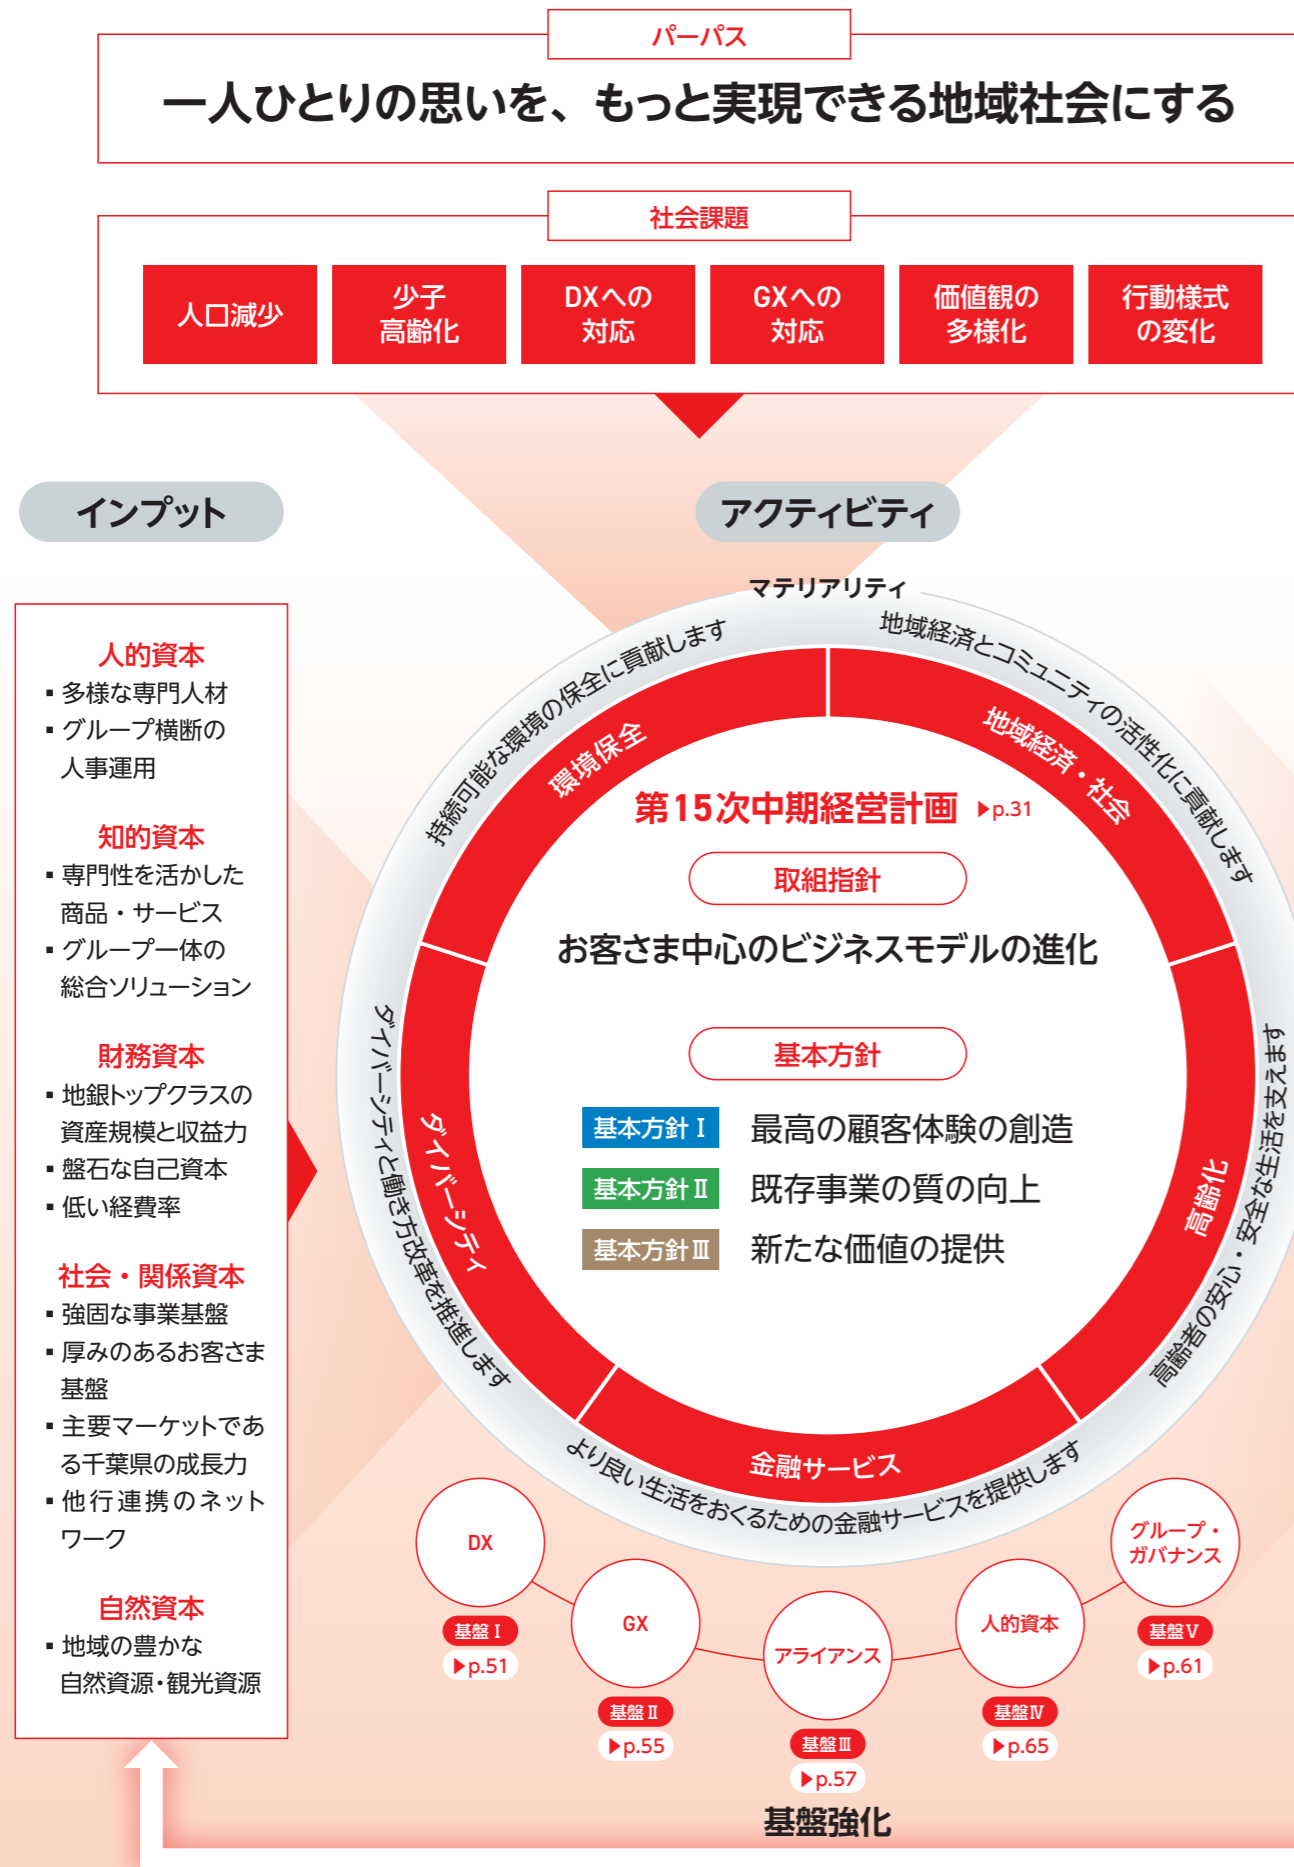 パーパス
一人ひとりの思いを、もっと実現できる地域社会にする
社会課題
人口減少
少子
高齢化
DXへの
対応
GXへの
対応
価値観の
多様化
行動様式
の変化
インプット
人的資本
▪多様な専門人材
▪グループ横断の
人事運用
知的資本
▪専門性を活かした
商品・サービス
▪グループ一体の
総合ソリューション
財務資本
▪地銀トップクラスの
資産規模と収益力
▪盤石な自己資本
▪低い経費率
社会・関係資本
▪強固な事業基盤
▪厚みのあるお客さま
基盤
▪主要マーケットであ
る千葉県の成長力
▪他行連携のネット
ワーク
自然資本
▪地域の豊かな
自然資源・観光資源
アクティビティ
マテリアリティ
持続可能な環境の保全に貢献します
環境保全
地域経済とコミュニティの活性化に貢献します
地域経済・社会
高齢者の安心・安全な生活を支えます
高齢化
より良い生活をおくるための金融サービスを提供します
金融サービス
ダイバーシティと働き方改革を推進します
ダイバーシティ
第15次中期経営計画 ▶p.31
取組指針
お客さま中心のビジネスモデルの進化
基本方針
基本方針Ⅰ 最高の顧客体験の創造
基本方針Ⅱ 既存事業の質の向上
基本方針Ⅲ 新たな価値の提供
DX
基盤Ⅰ
▶p.51
GX
基盤Ⅱ
▶p.55
アライアンス
基盤Ⅲ
▶p.57
人的資本
基盤Ⅳ
▶p.65
グループ・
ガバナンス
基盤Ⅴ
▶p.61
基盤強化